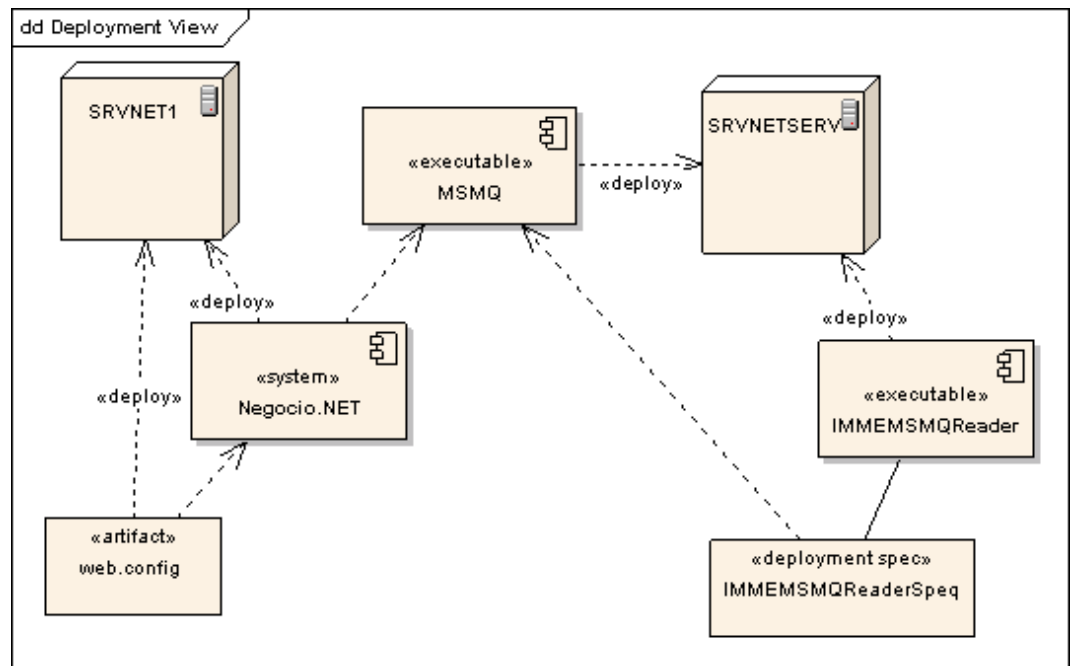 dd Deployment View
SRVNET1
«executable»
MSMQ
SRVNETSERV
«deploy»
«deploy»
«deploy»
«deploy»
«system»
Negocio.NET
«executable»
IMMEMSMQReader
«artifact»
web.config
«deployment spec»
IMMEMSMQReaderSpeq